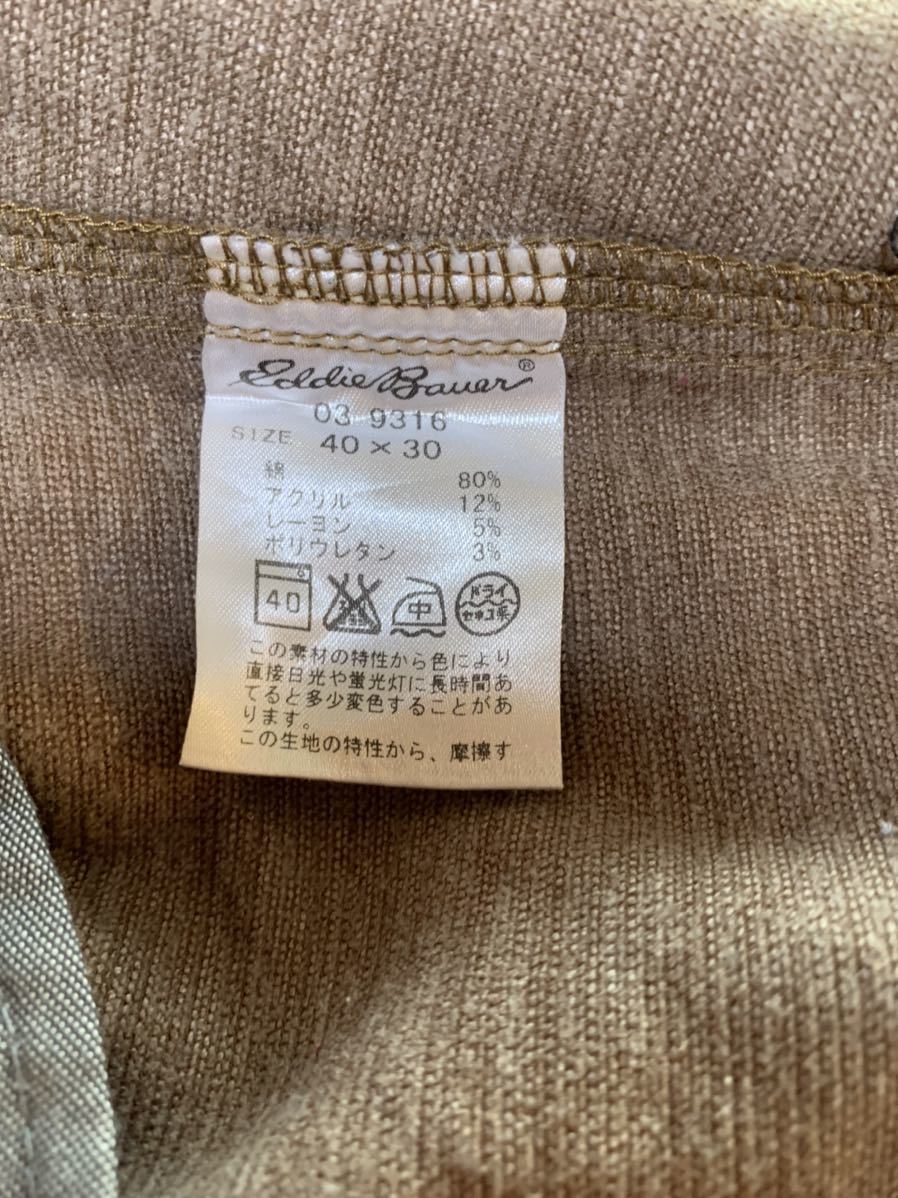 Eddie Bauer®
03 9316
SIZE 40 × 30
綿 80%
アクリル 12%
レーヨン 5%
ポリウレタン 3%
40 中 ドライ セキユ系
この素材の特性から色により
直接日光や蛍光灯に長時間あ
てると多少変色することがあ
ります。
この生地の特性から、摩擦す